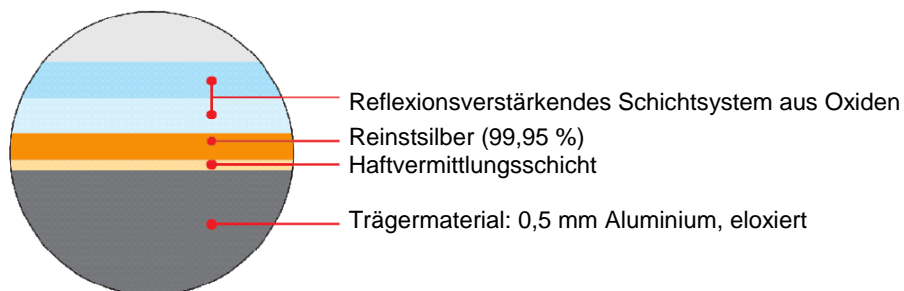 Reflexionsverstärkendes Schichtsystem aus Oxiden
Reinstsilber (99,95 %)
Haftvermittlungsschicht
Trägermaterial: 0,5 mm Aluminium, eloxiert